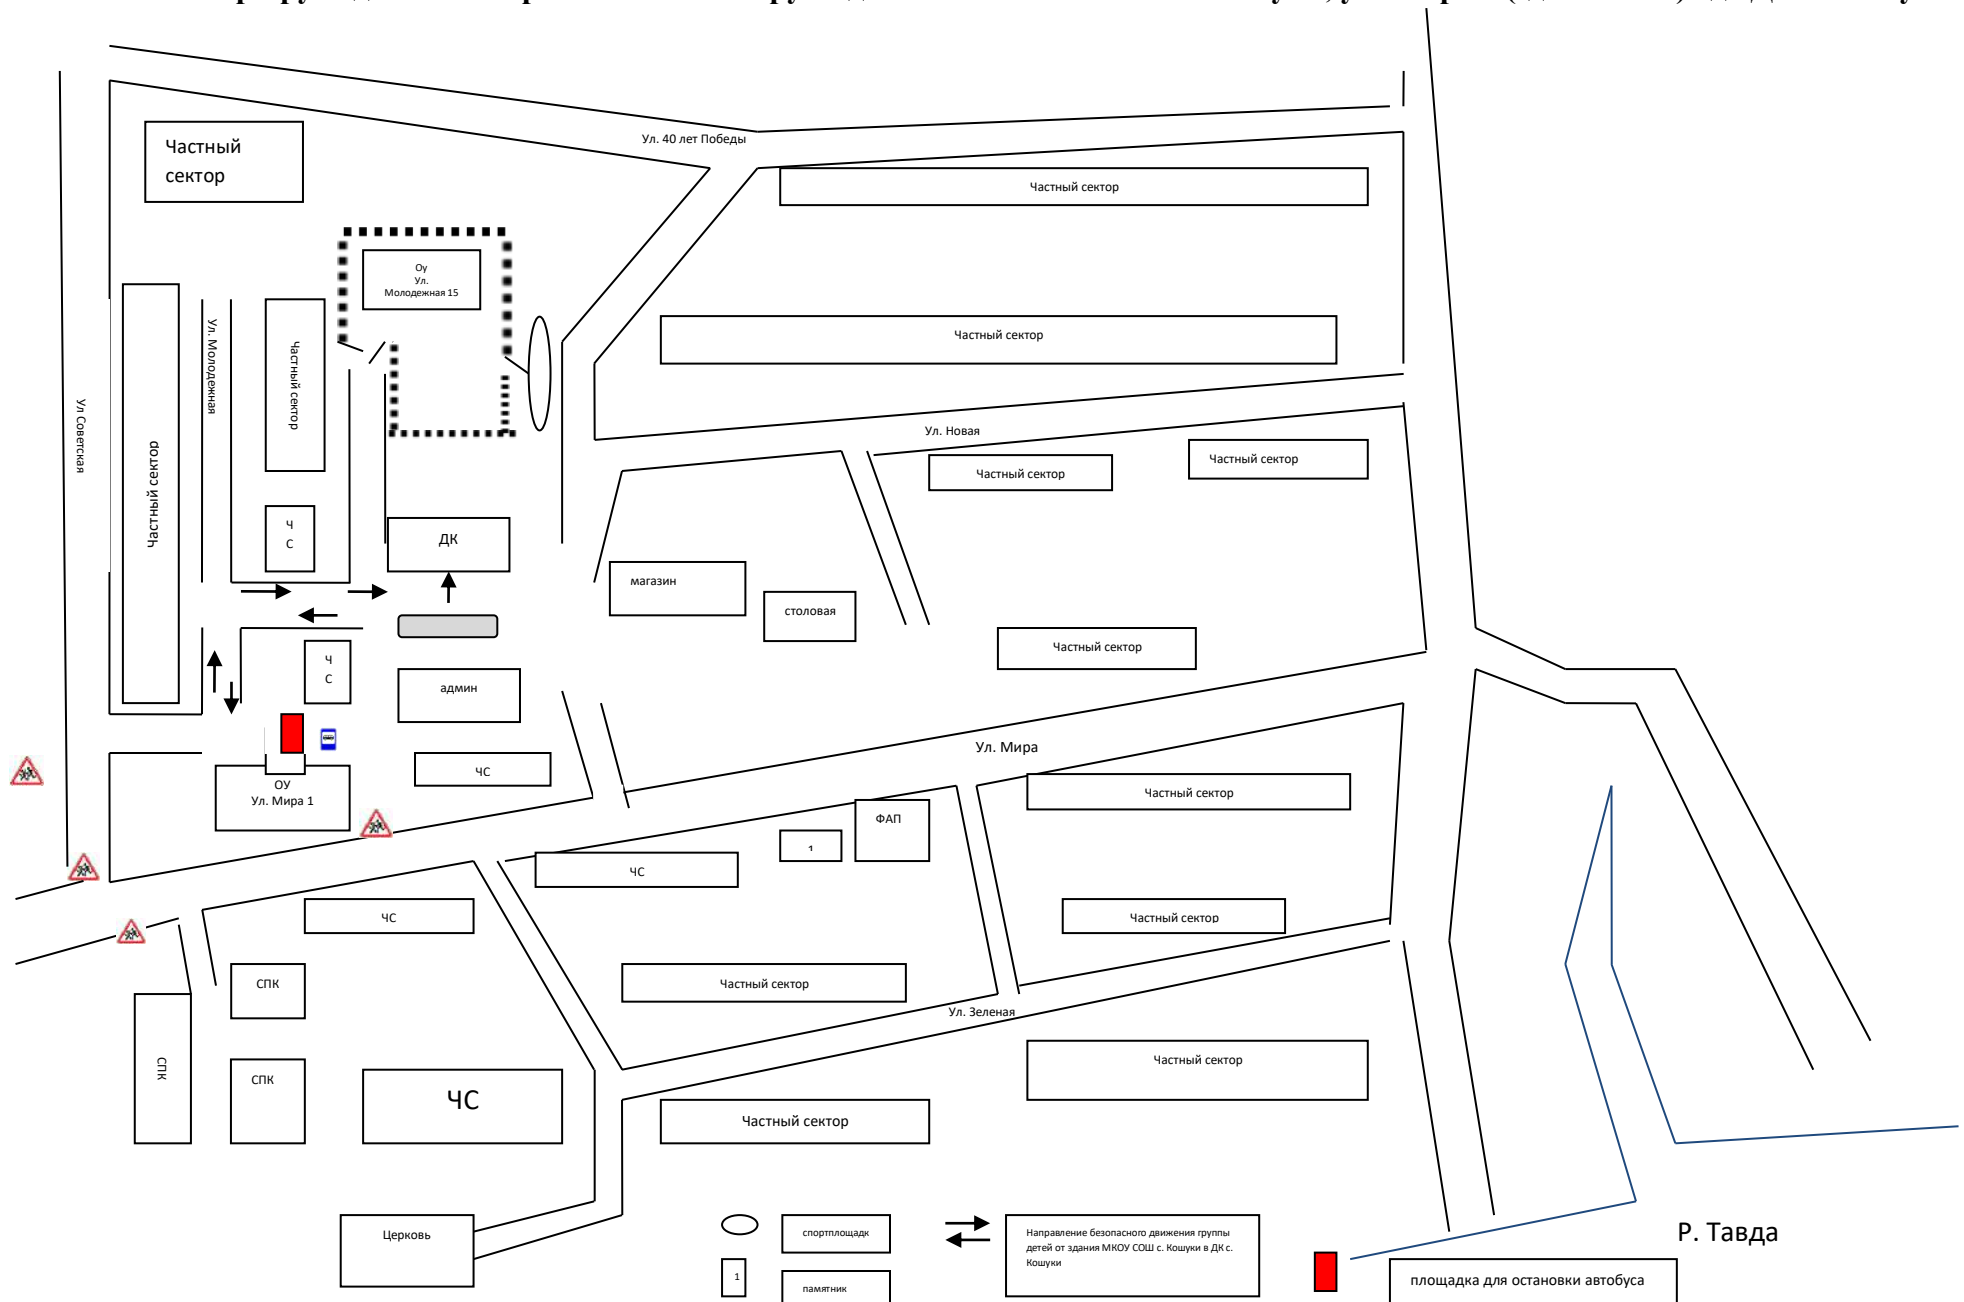 Ул. 40 лет Победы
Частный
сектор
Частный сектор
Оу
Ул.
Молодежная 15
Ул. Молодежная
Частный сектор
Частный сектор
Ул Советская
Ул. Новая
Частный сектор
Частный сектор
Частный сектор
Ч
С
ДК
магазин
столовая
Частный сектор
Ч
С
админ
Ул. Мира
ЧС
ОУ
Ул. Мира 1
Частный сектор
ФАП
1
ЧС
ЧС
Частный сектор
СПК
Частный сектор
Ул. Зеленая
СПК
СПК
ЧС
Частный сектор
Частный сектор
Церковь
спортплощадк
Направление безопасного движения группы
детей от здания МКОУ СОШ с. Кошуки в ДК с.
Кошуки
Р. Тавда
1
памятник
площадка для остановки автобуса